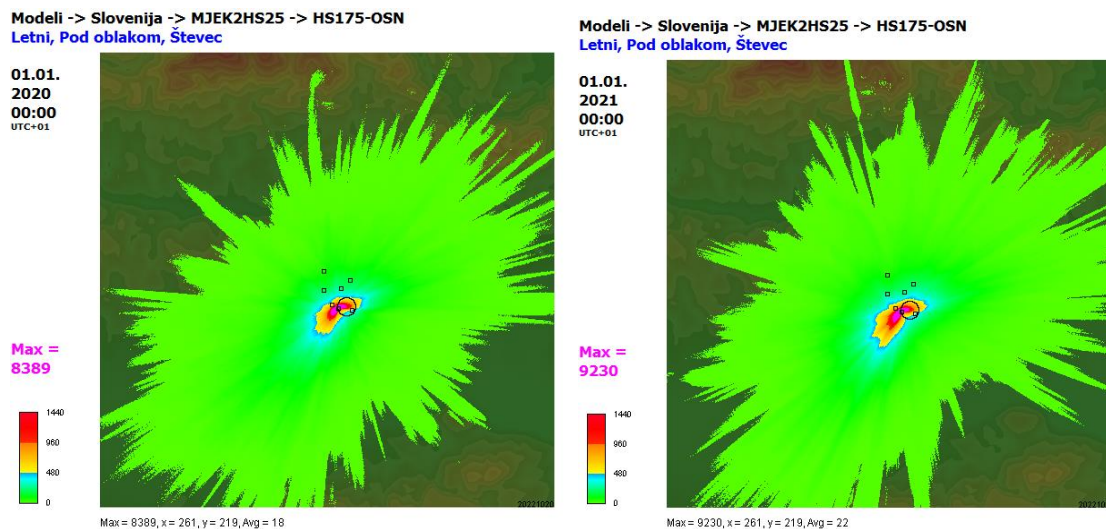 Modeli -> Slovenija -> MJEK2HS25 -> HS175-OSN
Letni, Pod oblakom, Števec
01.01.
2020
00:00
UTC+01
Max =
8389
1440
960
480
0
20221020
Max = 8389, x = 261, y = 219, Avg = 18
Modeli -> Slovenija -> MJEK2HS25 -> HS175-OSN
Letni, Pod oblakom, Števec
01.01.
2021
00:00
UTC+01
Max =
9230
1440
960
480
0
20221020
Max = 9230, x = 261, y = 219, Avg = 22